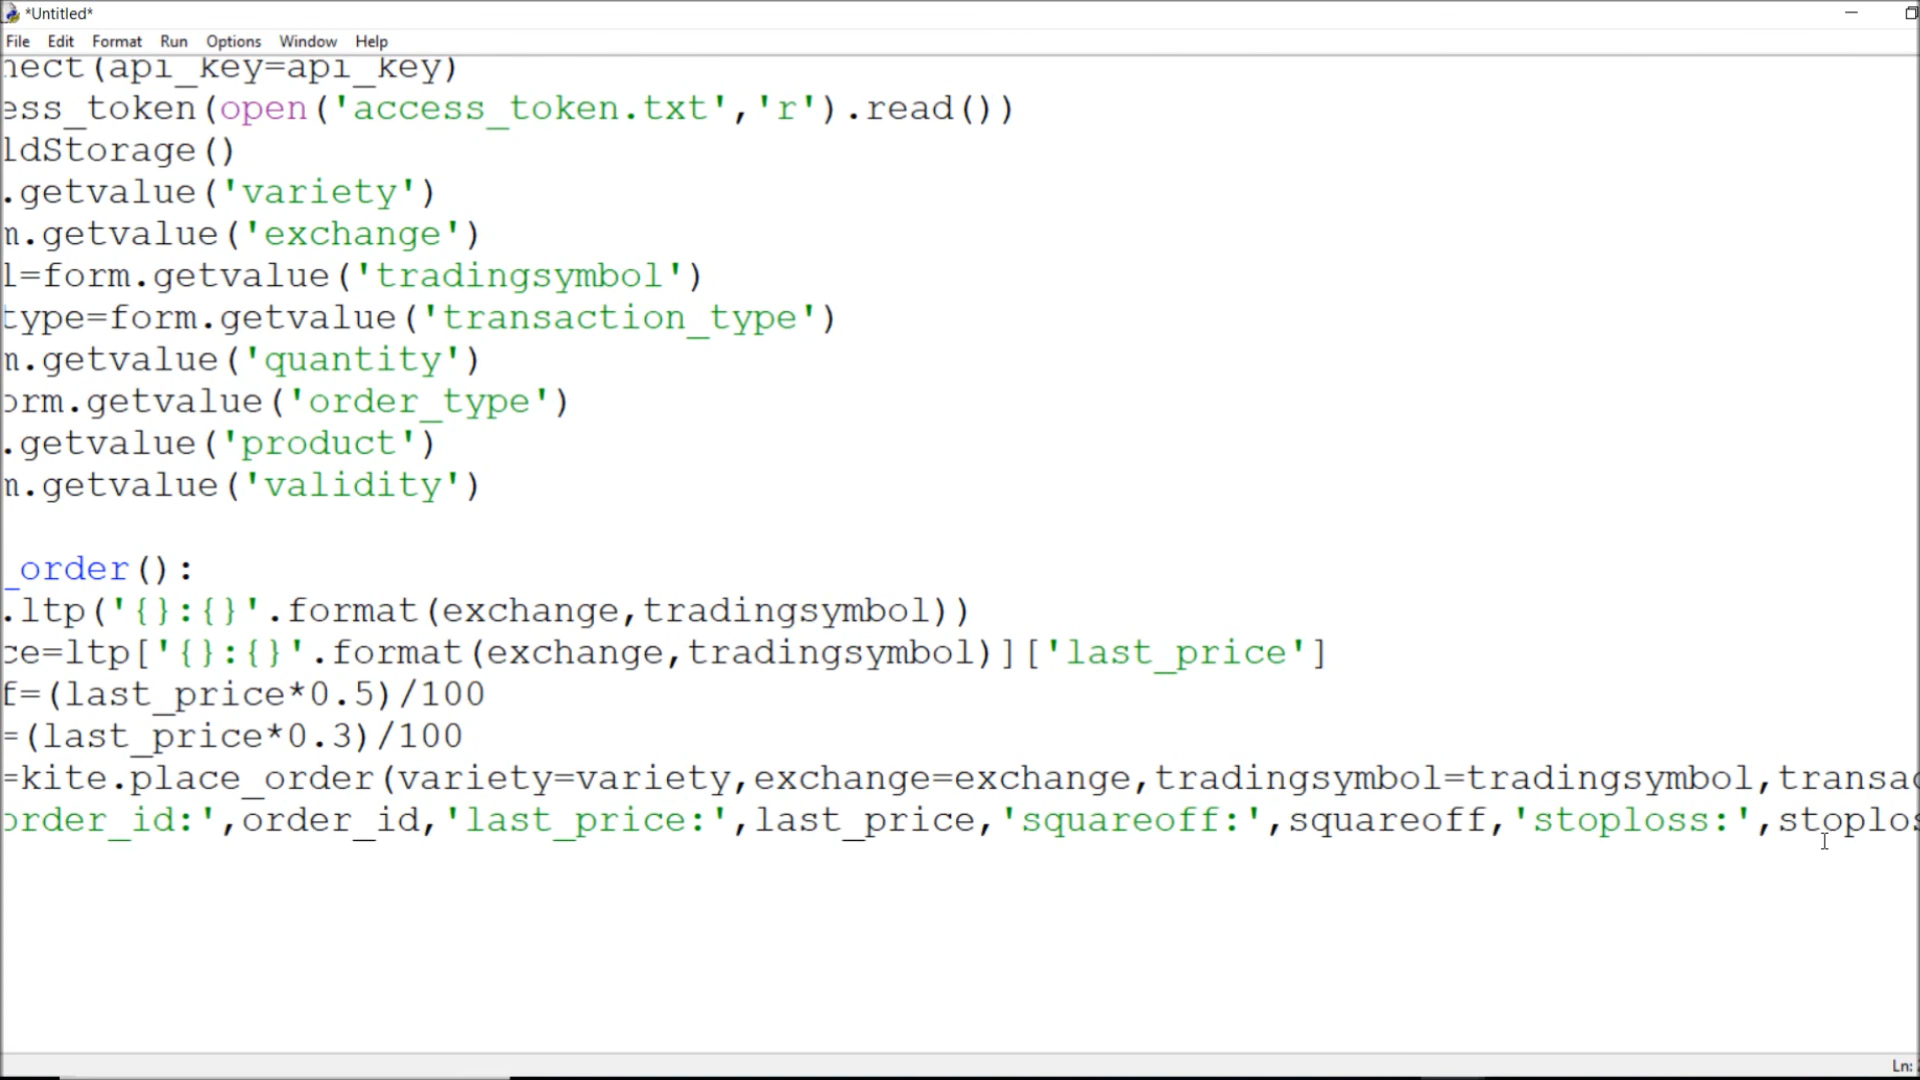 *Untitled*
File Edit Format Run Options Window Help
nect(api_key=api_key)
ess_token(open('access_token.txt','r').read())
ldStorage()
.getvalue('variety')
m.getvalue('exchange')
l=form.getvalue('tradingsymbol')
type=form.getvalue('transaction_type')
m.getvalue('quantity')
orm.getvalue('order_type')
.getvalue('product')
m.getvalue('validity')
_order():
.ltp('{}:{}'.format(exchange,tradingsymbol))
ce=ltp['{}:{}'.format(exchange,tradingsymbol)]['last_price']
f=(last_price*0.5)/100
=(last_price*0.3)/100
=kite.place_order(variety=variety,exchange=exchange,tradingsymbol=tradingsymbol,transac
order_id:',order_id,'last_price:',last_price,'squareoff:',squareoff,'stoploss:',stoplos
Ln: